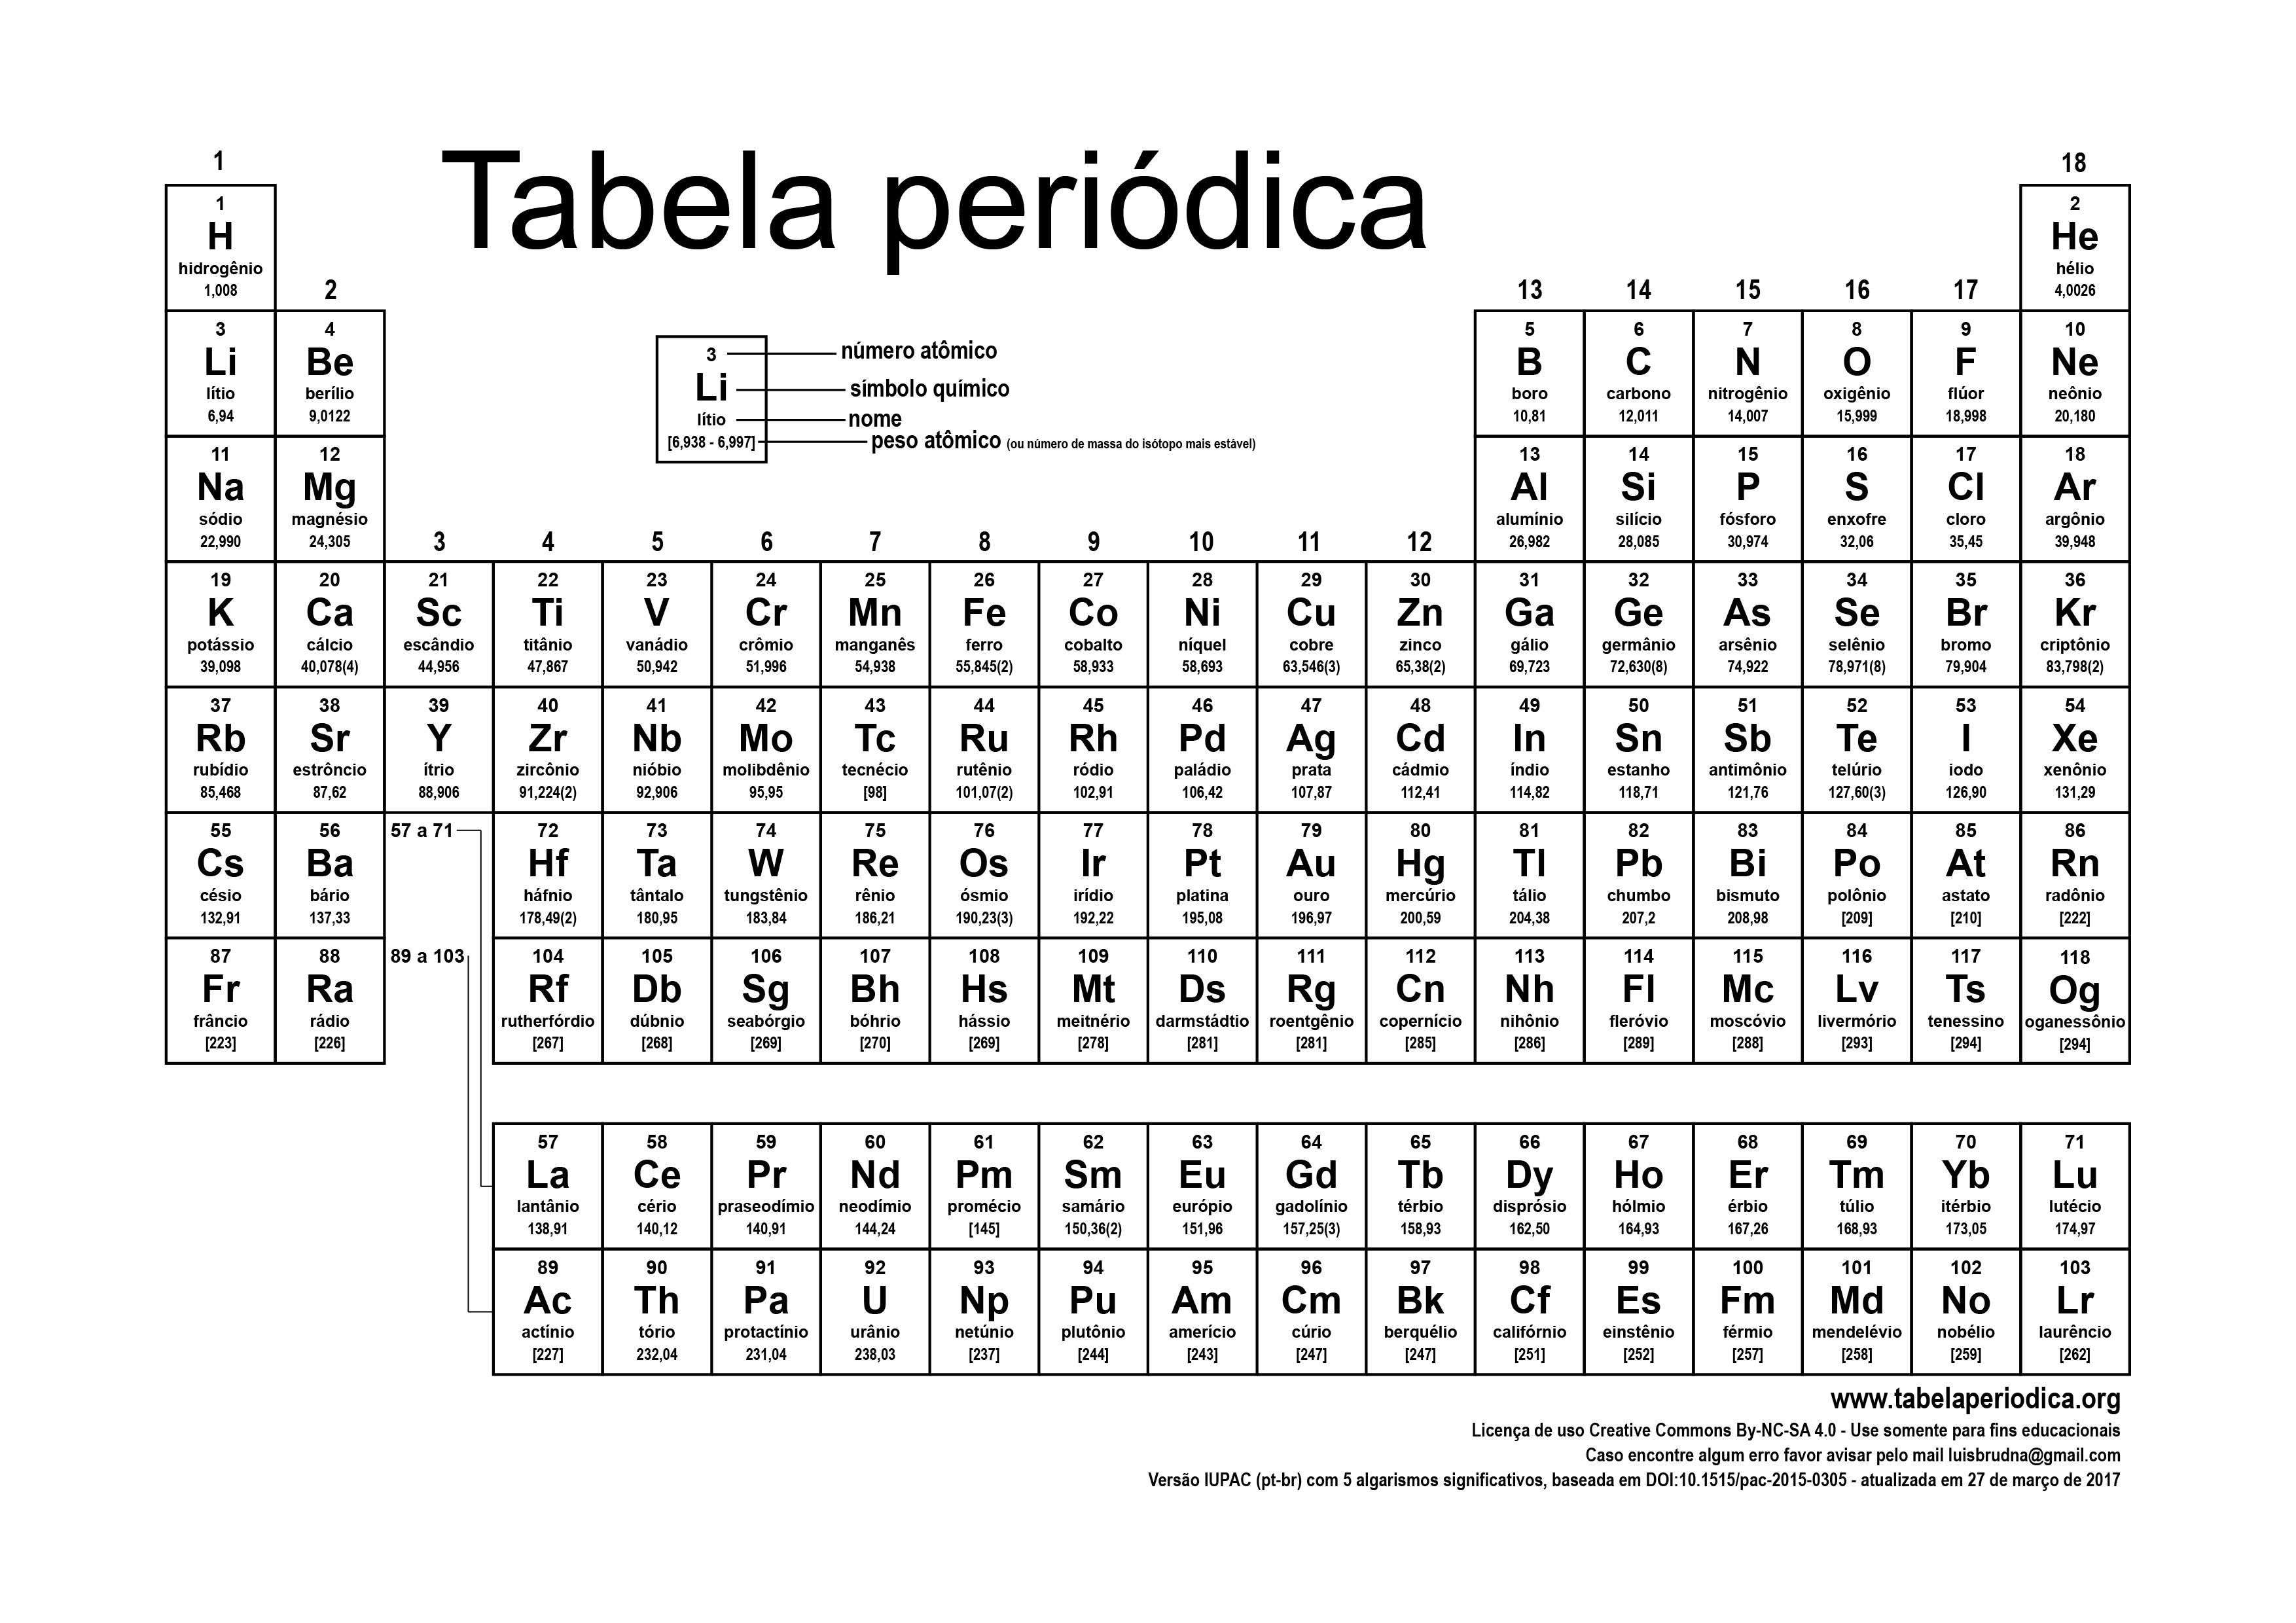 Tabela periódica
1 18
1 2
H He
hidrogênio hélio
1,008 4,0026
2 13 14 15 16 17
3 4 5 6 7 8 9 10
Li Be B C N O F Ne
lítio berílio boro carbono nitrogênio oxigênio flúor neônio
6,94 9,0122 10,81 12,011 14,007 15,999 18,998 20,180
3 número atômico
Li símbolo químico
lítio nome
[6,938 - 6,997] peso atômico (ou número de massa do isótopo mais estável)
11 12 13 14 15 16 17 18
Na Mg Al Si P S Cl Ar
sódio magnésio alumínio silício fósforo enxofre cloro argônio
22,990 24,305 26,982 28,085 30,974 32,06 35,45 39,948
3 4 5 6 7 8 9 10 11 12
19 20 21 22 23 24 25 26 27 28 29 30 31 32 33 34 35 36
K Ca Sc Ti V Cr Mn Fe Co Ni Cu Zn Ga Ge As Se Br Kr
potássio cálcio escândio titânio vanádio crômio manganês ferro cobalto níquel cobre zinco gálio germânio arsênio selênio bromo criptônio
39,098 40,078(4) 44,956 47,867 50,942 51,996 54,938 55,845(2) 58,933 58,693 63,546(3) 65,38(2) 69,723 72,630(8) 74,922 78,971(8) 79,904 83,798(2)
37 38 39 40 41 42 43 44 45 46 47 48 49 50 51 52 53 54
Rb Sr Y Zr Nb Mo Tc Ru Rh Pd Ag Cd In Sn Sb Te I Xe
rubídio estrôncio ítrio zircônio nióbio molibdênio tecnécio rutênio ródio paládio prata cádmio índio estanho antimônio telúrio iodo xenônio
85,468 87,62 88,906 91,224(2) 92,906 95,95 [98] 101,07(2) 102,91 106,42 107,87 112,41 114,82 118,71 121,76 127,60(3) 126,90 131,29
55 56 57 a 71 72 73 74 75 76 77 78 79 80 81 82 83 84 85 86
Cs Ba Hf Ta W Re Os Ir Pt Au Hg Tl Pb Bi Po At Rn
césio bário háfnio tântalo tungstênio rênio ósmio irídio platina ouro mercúrio tálio chumbo bismuto polônio astato radônio
132,91 137,33 178,49(2) 180,95 183,84 186,21 190,23(3) 192,22 195,08 196,97 200,59 204,38 207,2 208,98 [209] [210] [222]
87 88 89 a 103 104 105 106 107 108 109 110 111 112 113 114 115 116 117 118
Fr Ra Rf Db Sg Bh Hs Mt Ds Rg Cn Nh Fl Mc Lv Ts Og
frâncio rádio rutherfórdio dúbnio seabórgio bóhrio hássio meitnério darmstádtio roentgênio copernício nihônio fleróvio moscóvio livermório tenessino oganessônio
[223] [226] [267] [268] [269] [270] [269] [278] [281] [281] [285] [286] [289] [288] [293] [294] [294]
57 58 59 60 61 62 63 64 65 66 67 68 69 70 71
La Ce Pr Nd Pm Sm Eu Gd Tb Dy Ho Er Tm Yb Lu
lantânio cério praseodímio neodímio promécio samário európio gadolínio térbio disprósio hólmio érbio túlio itérbio lutécio
138,91 140,12 140,91 144,24 [145] 150,36(2) 151,96 157,25(3) 158,93 162,50 164,93 167,26 168,93 173,05 174,97
89 90 91 92 93 94 95 96 97 98 99 100 101 102 103
Ac Th Pa U Np Pu Am Cm Bk Cf Es Fm Md No Lr
actínio tório protactínio urânio netúnio plutônio amerício cúrio berquélio califórnio einstênio férmio mendelévio nobélio laurêncio
[227] 232,04 231,04 238,03 [237] [244] [243] [247] [247] [251] [252] [257] [258] [259] [262]
www.tabelaperiodica.org
Licença de uso Creative Commons By-NC-SA 4.0 - Use somente para fins educacionais
Caso encontre algum erro favor avisar pelo mail luisbrudna@gmail.com
Versão IUPAC (pt-br) com 5 algarismos significativos, baseada em DOI:10.1515/pac-2015-0305 - atualizada em 27 de março de 2017